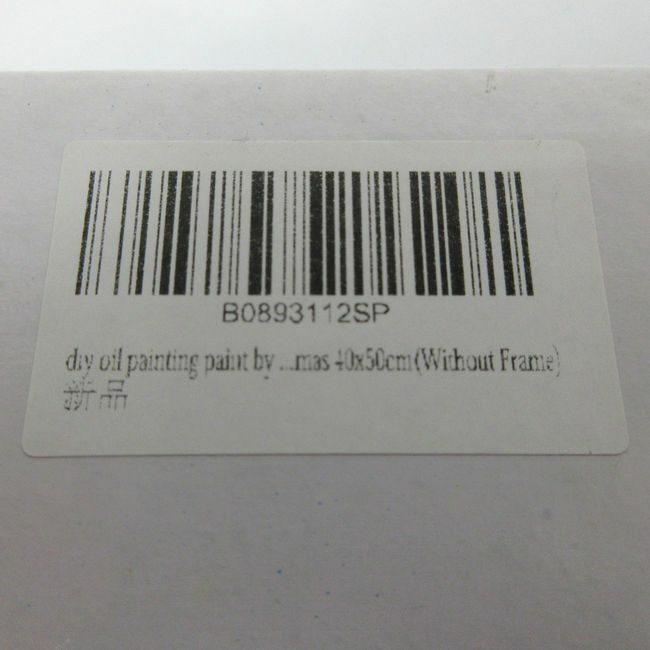 B0893112SP
diy oil painting paint by ...mas 40x50cm(Without Frame)
新品